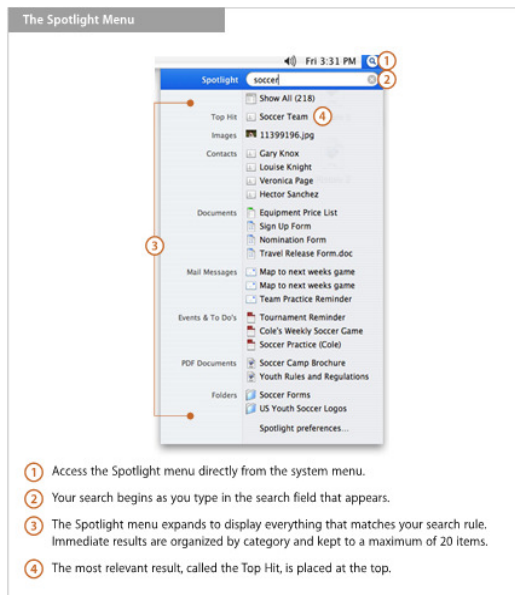 The Spotlight Menu
Fri 3:31 PM 1
Spotlight soccer 2
Show All (218)
Top Hit Soccer Team 4
Images 11399196.jpg
Contacts Gary Knox
Louise Knight
Veronica Page
Hector Sanchez
Documents Equipment Price List
Sign Up Form
3 Nomination Form
Travel Release Form.doc
Mail Messages Map to next weeks game
Map to next weeks game
Team Practice Reminder
Events & To Do's Tournament Reminder
Cole's Weekly Soccer Game
Soccer Practice (Cole)
PDF Documents Soccer Camp Brochure
Youth Rules and Regulations
Folders Soccer Forms
US Youth Soccer Logos
Spotlight preferences...
1 Access the Spotlight menu directly from the system menu.
2 Your search begins as you type in the search field that appears.
3 The Spotlight menu expands to display everything that matches your search rule.
Immediate results are organized by category and kept to a maximum of 20 items.
4 The most relevant result, called the Top Hit, is placed at the top.